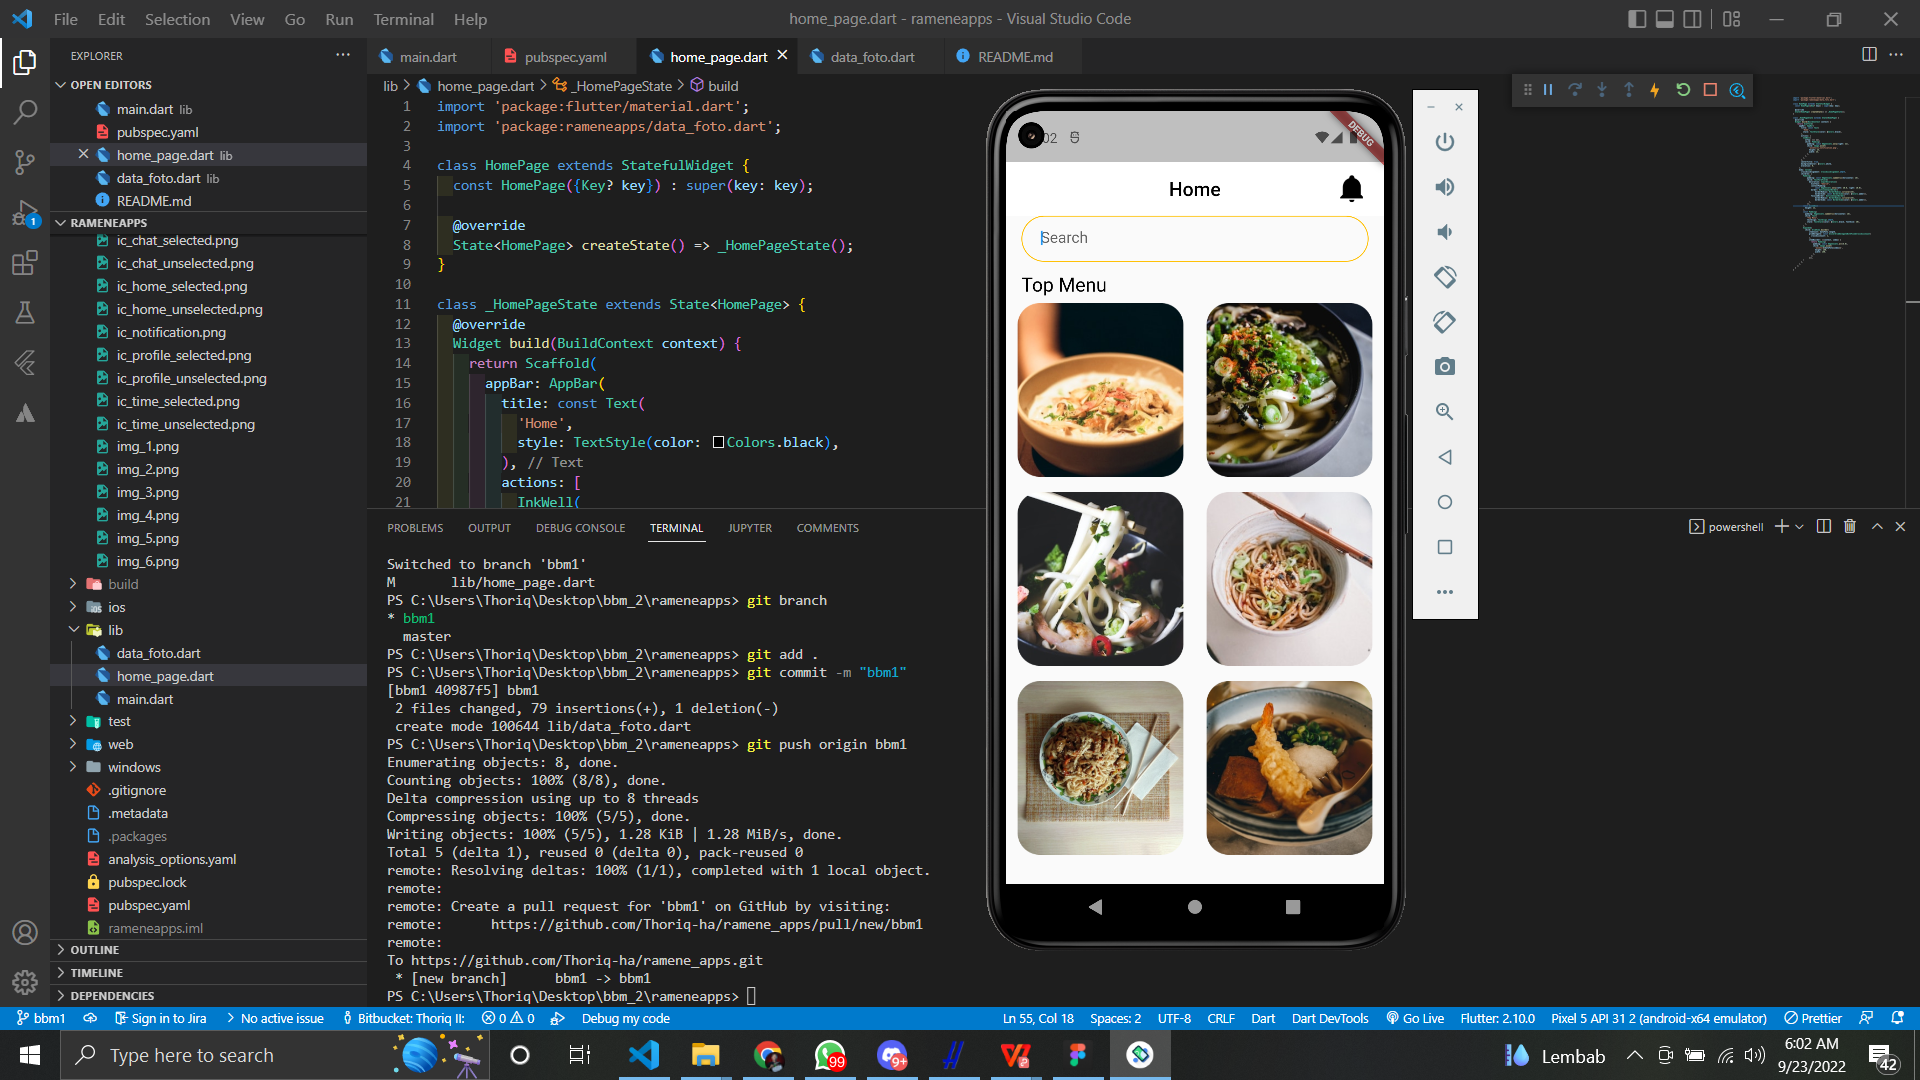 File Edit Selection View Go Run Terminal Help
home_page.dart - rameneapps - Visual Studio Code
EXPLORER
OPEN EDITORS
main.dart lib
pubspec.yaml
home_page.dart lib
data_foto.dart lib
README.md
1
RAMENEAPPS
ic_chat_selected.png
ic_chat_unselected.png
ic_home_selected.png
ic_home_unselected.png
ic_notification.png
ic_profile_selected.png
ic_profile_unselected.png
ic_time_selected.png
ic_time_unselected.png
img_1.png
img_2.png
img_3.png
img_4.png
img_5.png
img_6.png
build
ios
lib
data_foto.dart
home_page.dart
main.dart
test
web
windows
.gitignore
.metadata
.packages
analysis_options.yaml
pubspec.lock
pubspec.yaml
rameneapps.iml
OUTLINE
TIMELINE
DEPENDENCIES
main.dart pubspec.yaml home_page.dart data_foto.dart README.md
lib > home_page.dart > _HomePageState > build
1 import 'package:flutter/material.dart';
2 import 'package:rameneapps/data_foto.dart';
3
4 class HomePage extends StatefulWidget {
5 const HomePage({Key? key}) : super(key: key);
6
7 @override
8 State<HomePage> createState() => _HomePageState();
9 }
10
11 class _HomePageState extends State<HomePage> {
12 @override
13 Widget build(BuildContext context) {
14 return Scaffold(
15 appBar: AppBar(
16 title: const Text(
17 'Home',
18 style: TextStyle(color: Colors.black),
19 ), // Text
20 actions: [
21 InkWell(
PROBLEMS OUTPUT DEBUG CONSOLE TERMINAL JUPYTER COMMENTS
powershell
Switched to branch 'bbm1'
M lib/home_page.dart
PS C:\Users\Thoriq\Desktop\bbm_2\rameneapps> git branch
* bbm1
master
PS C:\Users\Thoriq\Desktop\bbm_2\rameneapps> git add .
PS C:\Users\Thoriq\Desktop\bbm_2\rameneapps> git commit -m "bbm1"
[bbm1 40987f5] bbm1
2 files changed, 79 insertions(+), 1 deletion(-)
create mode 100644 lib/data_foto.dart
PS C:\Users\Thoriq\Desktop\bbm_2\rameneapps> git push origin bbm1
Enumerating objects: 8, done.
Counting objects: 100% (8/8), done.
Delta compression using up to 8 threads
Compressing objects: 100% (5/5), done.
Writing objects: 100% (5/5), 1.28 KiB | 1.28 MiB/s, done.
Total 5 (delta 1), reused 0 (delta 0), pack-reused 0
remote: Resolving deltas: 100% (1/1), completed with 1 local object.
remote:
remote: Create a pull request for 'bbm1' on GitHub by visiting:
remote: https://github.com/Thoriq-ha/ramene_apps/pull/new/bbm1
remote:
To https://github.com/Thoriq-ha/ramene_apps.git
* [new branch] bbm1 -> bbm1
PS C:\Users\Thoriq\Desktop\bbm_2\rameneapps>
02
DEBUG
Home
Search
Top Menu
bbm1 Sign in to Jira No active issue Bitbucket: Thoriq II: 0 0 Debug my code
Ln 55, Col 18 Spaces: 2 UTF-8 CRLF Dart Dart DevTools Go Live Flutter: 2.10.0 Pixel 5 API 31 2 (android-x64 emulator) Prettier
Type here to search
99
9+
Lembab
6:02 AM
9/23/2022
42